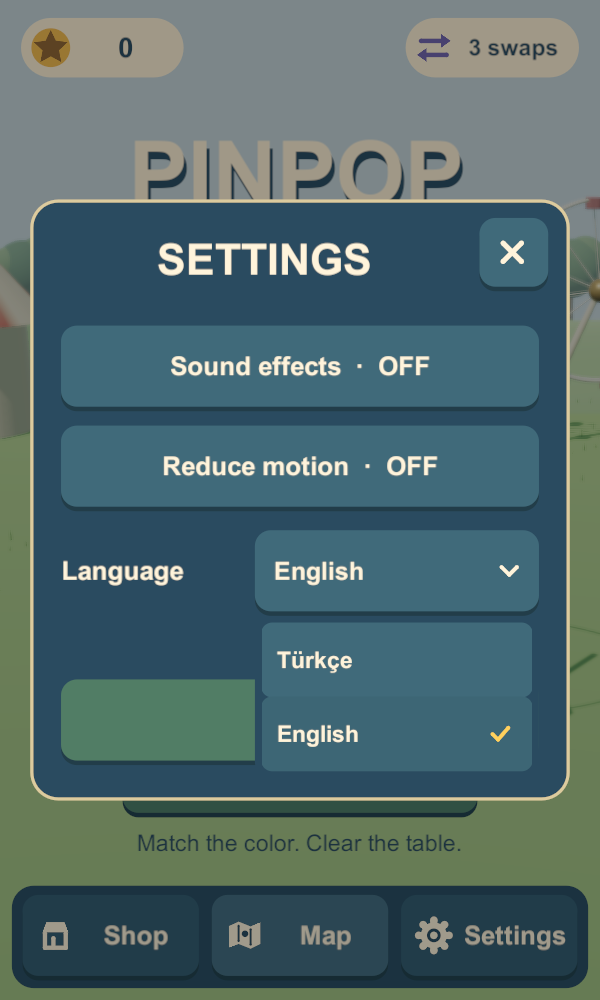 0
3 swaps
PINPOP
SETTINGS
Sound effects · OFF
Reduce motion · OFF
Language
English
Türkçe
English
Match the color. Clear the table.
Shop
Map
Settings